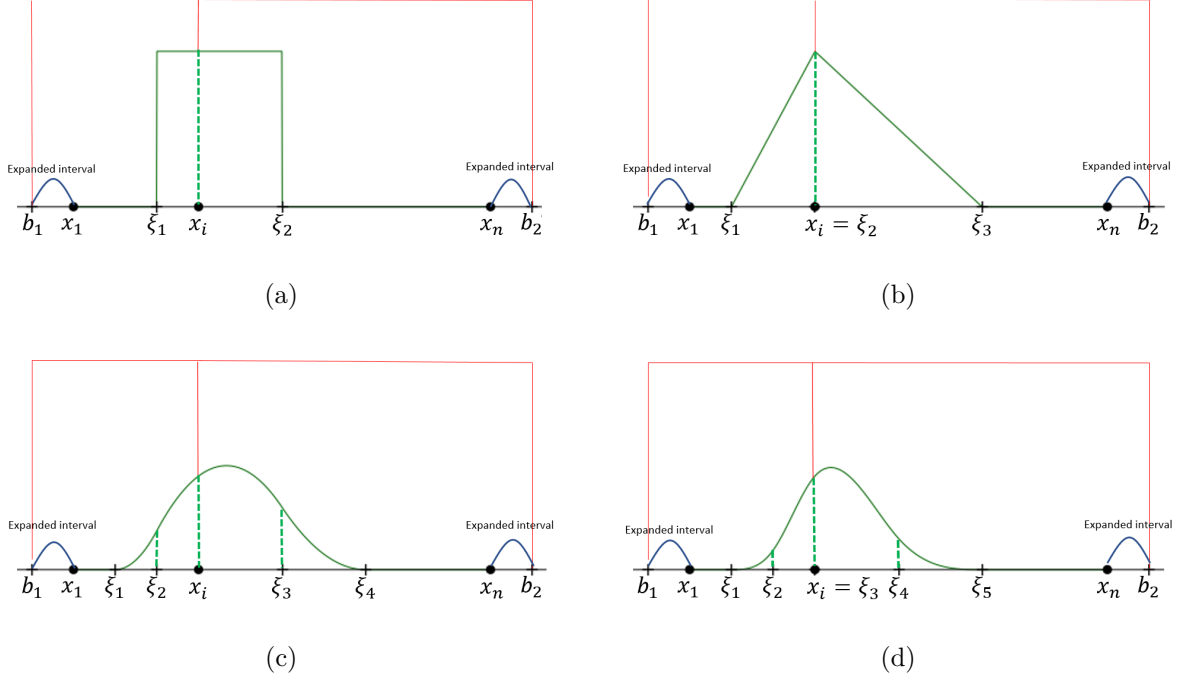 Expanded interval Expanded interval
b₁ x₁ ξ₁ xᵢ ξ₂ xₙ b₂
(a)
Expanded interval Expanded interval
b₁ x₁ ξ₁ xᵢ = ξ₂ ξ₃ xₙ b₂
(b)
Expanded interval Expanded interval
b₁ x₁ ξ₁ ξ₂ xᵢ ξ₃ ξ₄ xₙ b₂
(c)
Expanded interval Expanded interval
b₁ x₁ ξ₁ ξ₂ xᵢ = ξ₃ ξ₄ ξ₅ xₙ b₂
(d)